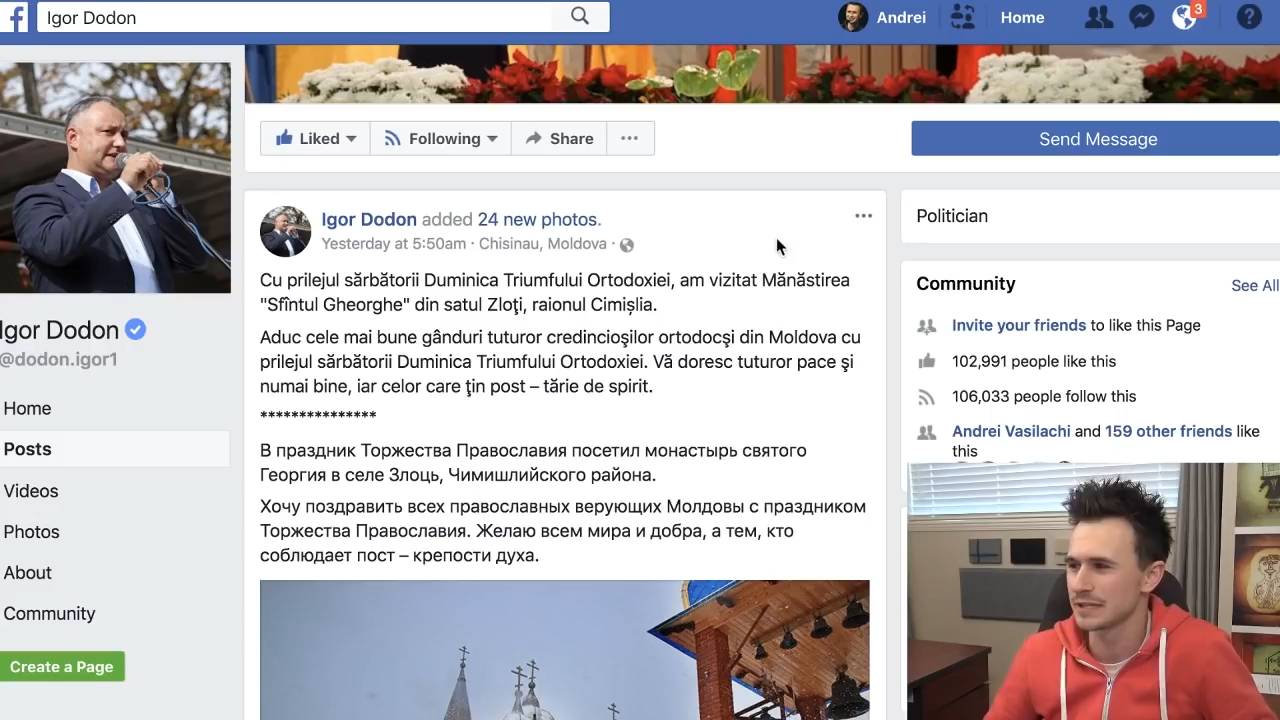 f
Igor Dodon
Andrei
Home
3
?
Liked
Following
Share
Send Message
Igor Dodon added 24 new photos.
Yesterday at 5:50am · Chisinau, Moldova ·
Politician
Cu prilejul sărbătorii Duminica Triumfului Ortodoxiei, am vizitat Mănăstirea
"Sfîntul Gheorghe" din satul Zloţi, raionul Cimișlia.
Aduc cele mai bune gânduri tuturor credincioşilor ortodocşi din Moldova cu
prilejul sărbătorii Duminica Triumfului Ortodoxiei. Vă doresc tuturor pace şi
numai bine, iar celor care ţin post – tărie de spirit.
***************
В праздник Торжества Православия посетил монастырь святого
Георгия в селе Злоць, Чимишлийского района.
Хочу поздравить всех православных верующих Молдовы с праздником
Торжества Православия. Желаю всем мира и добра, а тем, кто
соблюдает пост – крепости духа.
Community
See All
Invite your friends to like this Page
102,991 people like this
106,033 people follow this
Andrei Vasilachi and 159 other friends like
this
Igor Dodon
@dodon.igor1
Home
Posts
Videos
Photos
About
Community
Create a Page